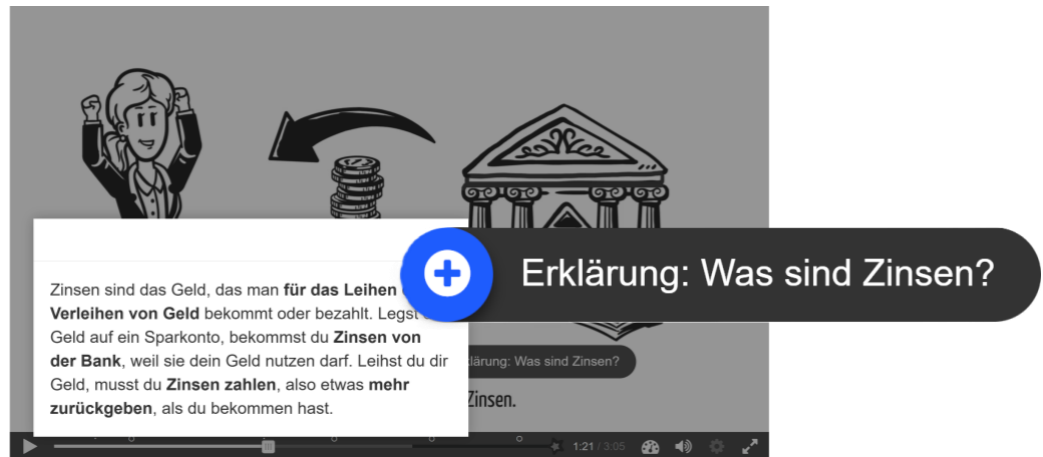 Erklärung: Was sind Zinsen?
Zinsen sind das Geld, das man für das Leihen
Verleihen von Geld bekommt oder bezahlt. Legst
Geld auf ein Sparkonto, bekommst du Zinsen von
der Bank, weil sie dein Geld nutzen darf. Leihst du dir
Geld, musst du Zinsen zahlen, also etwas mehr
zurückgeben, als du bekommen hast.
klärung: Was sind Zinsen?
Zinsen.
1:21 / 3:05